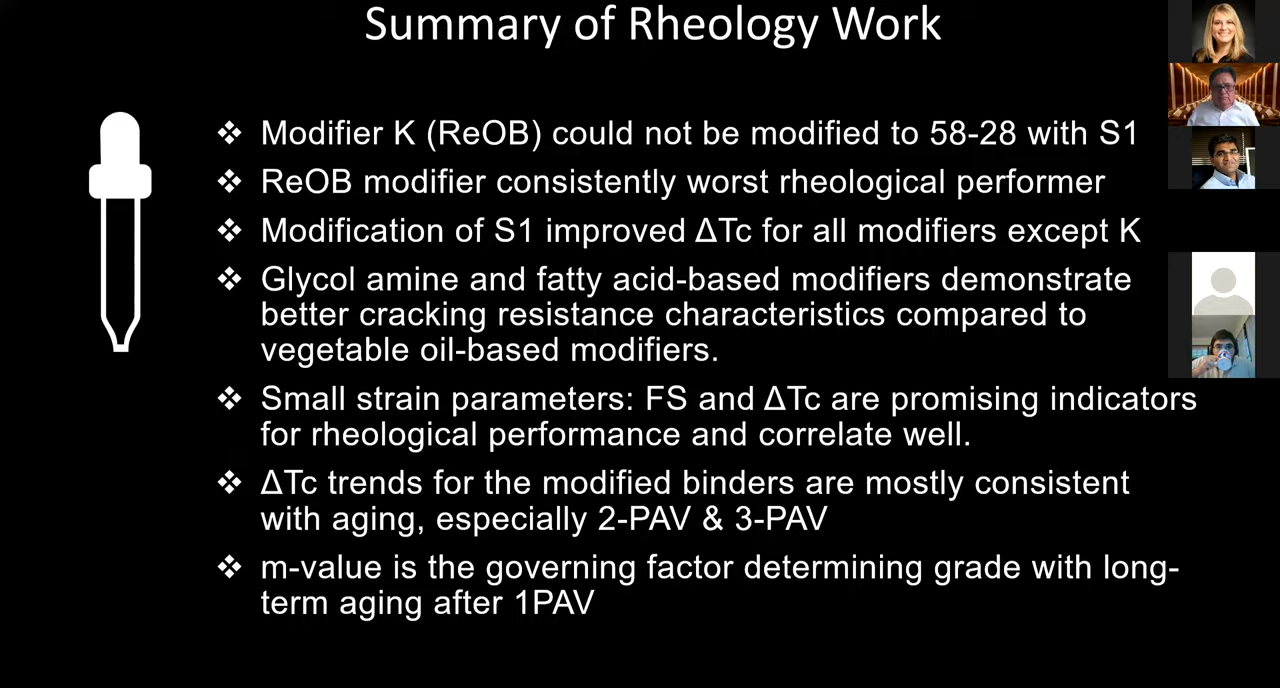 Summary of Rheology Work
❖ Modifier K (ReOB) could not be modified to 58-28 with S1
❖ ReOB modifier consistently worst rheological performer
❖ Modification of S1 improved ΔTc for all modifiers except K
❖ Glycol amine and fatty acid-based modifiers demonstrate
better cracking resistance characteristics compared to
vegetable oil-based modifiers.
❖ Small strain parameters: FS and ΔTc are promising indicators
for rheological performance and correlate well.
❖ ΔTc trends for the modified binders are mostly consistent
with aging, especially 2-PAV & 3-PAV
❖ m-value is the governing factor determining grade with long-
term aging after 1PAV